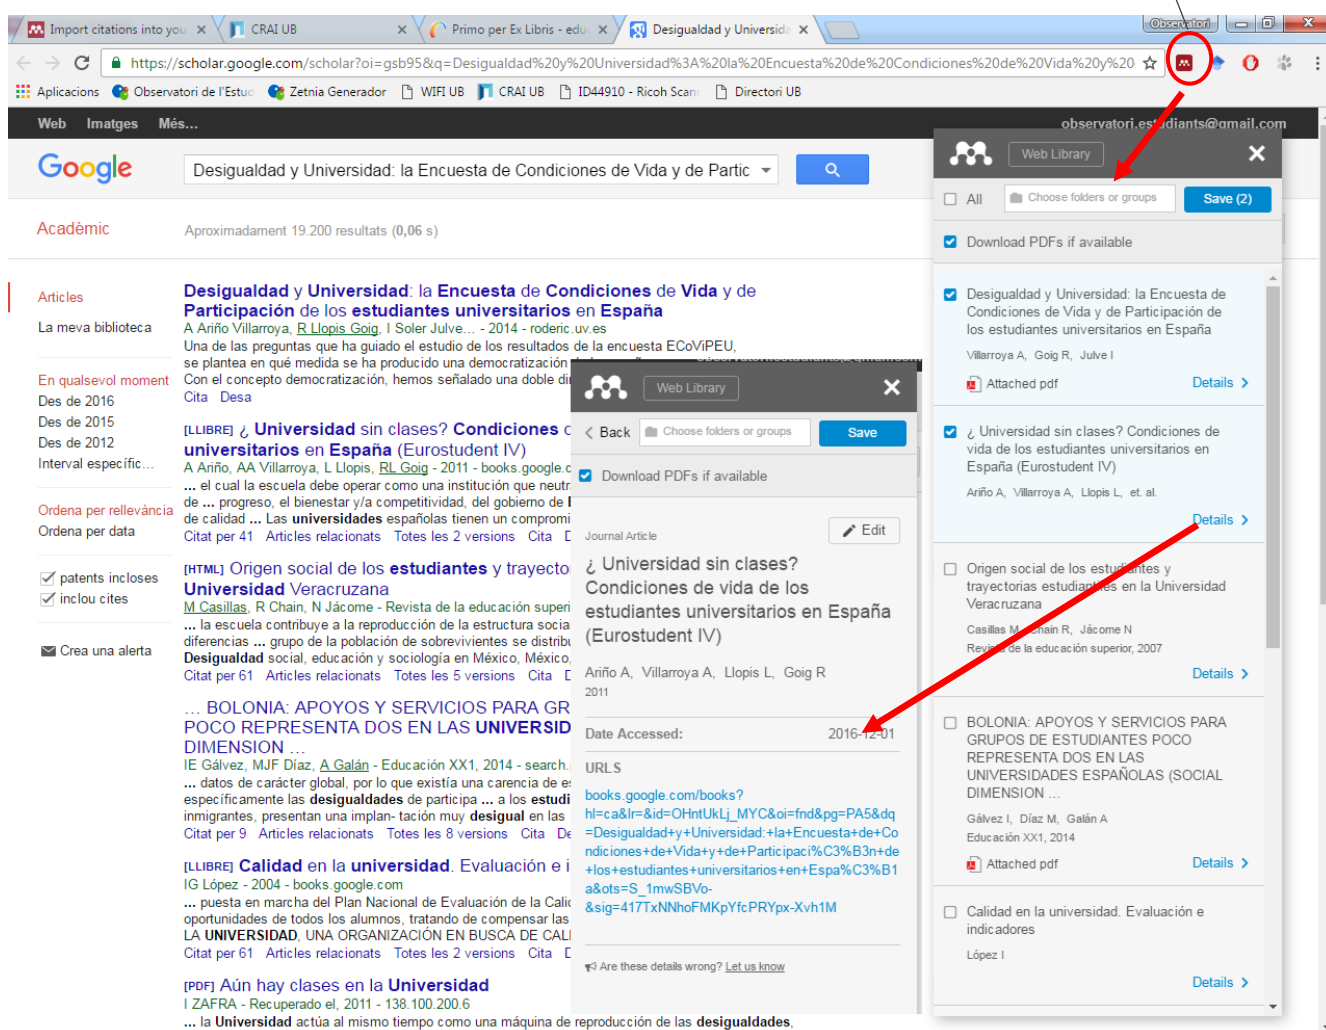 Import citations into you
CRAI UB
Primo per Ex Libris - edu
Desigualdad y Universida
Observatori
https://scholar.google.com/scholar?oi=gsb95&q=Desigualdad%20y%20Universidad%3A%20la%20Encuesta%20de%20Condiciones%20de%20Vida%20y%20
Aplicacions
Observatori de l'Estud
Zetnia Generador
WIFI UB
CRAI UB
ID44910 - Ricoh Scan
Directori UB
Web Imatges Més...
observatori.estudiants@gmail.com
Google
Desigualdad y Universidad: la Encuesta de Condiciones de Vida y de Partic
Acadèmic
Aproximadament 19.200 resultats (0,06 s)
Articles
La meva biblioteca
En qualsevol moment
Des de 2016
Des de 2015
Des de 2012
Interval específic...
Ordena per rellevància
Ordena per data
patents incloses
inclou cites
Crea una alerta
Desigualdad y Universidad: la Encuesta de Condiciones de Vida y de
Participación de los estudiantes universitarios en España
A Ariño Villarroya, R Llopis Goig, I Soler Julve... - 2014 - roderic.uv.es
Una de las preguntas que ha guiado el estudio de los resultados de la encuesta ECoViPEU,
se plantea en qué medida se ha producido una democratización
Con el concepto democratización, hemos señalado una doble di
Cita Desa
[LLIBRE] ¿ Universidad sin clases? Condiciones
universitarios en España (Eurostudent IV)
A Ariño, AA Villarroya, L Llopis, RL Goig - 2011 - books.google.c
... el cual la escuela debe operar como una institución que neutr
de ... progreso, el bienestar y/a competitividad, del gobierno de
de calidad ... Las universidades españolas tienen un compromi
Citat per 41 Articles relacionats Totes les 2 versions Cita
[HTML] Origen social de los estudiantes y trayecto
Universidad Veracruzana
M Casillas, R Chain, N Jácome - Revista de la educación superi
... la escuela contribuye a la reproducción de la estructura socia
diferencias ... grupo de la población de sobrevivientes se distribu
Desigualdad social, educación y sociología en México, México,
Citat per 61 Articles relacionats Totes les 5 versions Cita
... BOLONIA: APOYOS Y SERVICIOS PARA GR
POCO REPRESENTA DOS EN LAS UNIVERSID
DIMENSION ...
IE Gálvez, MJF Díaz, A Galán - Educación XX1, 2014 - search.
... datos de carácter global, por lo que existía una carencia de es
específicamente las desigualdades de participa ... a los estudi
inmigrantes, presentan una implan- tación muy desigual en las
Citat per 9 Articles relacionats Totes les 8 versions Cita De
[LLIBRE] Calidad en la universidad. Evaluación e i
IG López - 2004 - books.google.com
... puesta en marcha del Plan Nacional de Evaluación de la Calic
oportunidades de todos los alumnos, tratando de compensar las
LA UNIVERSIDAD, UNA ORGANIZACIÓN EN BUSCA DE CALI
Citat per 61 Articles relacionats Totes les 2 versions Cita
[PDF] Aún hay clases en la Universidad
I ZAFRA - Recuperado el, 2011 - 138.100.200.6
... la Universidad actúa al mismo tiempo como una máquina de reproducción de las desigualdades,
Web Library
Back
Choose folders or groups
Save
Download PDFs if available
Journal Article
Edit
¿ Universidad sin clases?
Condiciones de vida de los
estudiantes universitarios en España
(Eurostudent IV)
Ariño A, Villarroya A, Llopis L, Goig R
2011
Date Accessed: 2016-12-01
URLS
books.google.com/books?
hl=ca&lr=&id=OHntUkLj_MYC&oi=fnd&pg=PA5&dq
=Desigualdad+y+Universidad:+la+Encuesta+de+Co
ndiciones+de+Vida+y+de+Participaci%C3%B3n+de
+los+estudiantes+universitarios+en+Espa%C3%B1
a&ots=S_1mwSBVo-
&sig=417TxNNhoFMKpYfcPRYpx-Xvh1M
Are these details wrong? Let us know
Web Library
All
Choose folders or groups
Save (2)
Download PDFs if available
Desigualdad y Universidad: la Encuesta de
Condiciones de Vida y de Participación de
los estudiantes universitarios en España
Villarroya A, Goig R, Julve I
Attached pdf
Details
¿ Universidad sin clases? Condiciones de
vida de los estudiantes universitarios en
España (Eurostudent IV)
Ariño A, Villarroya A, Llopis L, et. al.
Details
Origen social de los estudiantes y
trayectorias estudiantiles en la Universidad
Veracruzana
Casillas M, Chain R, Jácome N
Revista de la educación superior, 2007
Details
BOLONIA: APOYOS Y SERVICIOS PARA
GRUPOS DE ESTUDIANTES POCO
REPRESENTA DOS EN LAS
UNIVERSIDADES ESPAÑOLAS (SOCIAL
DIMENSION ...
Gálvez I, Díaz M, Galán A
Educación XX1, 2014
Attached pdf
Details
Calidad en la universidad. Evaluación e
indicadores
López I
Details